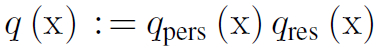 q (x) := q_pers (x) q_res (x)